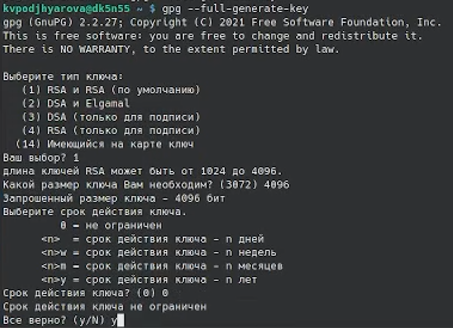 kvpodjhyarova@dk5n55 ~ $ gpg --full-generate-key
gpg (GnuPG) 2.2.27; Copyright (C) 2021 Free Software Foundation, Inc.
This is free software: you are free to change and redistribute it.
There is NO WARRANTY, to the extent permitted by law.

Выберите тип ключа:
   (1) RSA и RSA (по умолчанию)
   (2) DSA и Elgamal
   (3) DSA (только для подписи)
   (4) RSA (только для подписи)
  (14) Имеющийся на карте ключ
Ваш выбор? 1
длина ключей RSA может быть от 1024 до 4096.
Какой размер ключа Вам необходим? (3072) 4096
Запрошенный размер ключа - 4096 бит
Выберите срок действия ключа.
         0 = не ограничен
      <n>  = срок действия ключа - n дней
      <n>w = срок действия ключа - n недель
      <n>m = срок действия ключа - n месяцев
      <n>y = срок действия ключа - n лет
Срок действия ключа? (0) 0
Срок действия ключа не ограничен
Все верно? (y/N) y